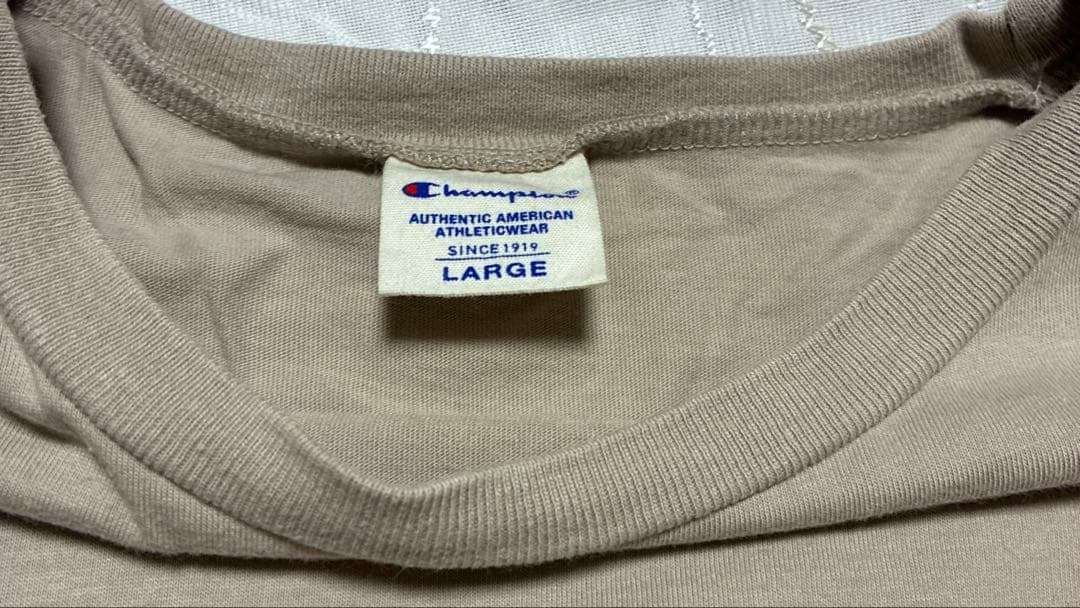 Champion
AUTHENTIC AMERICAN
ATHLETICWEAR
SINCE 1919
LARGE